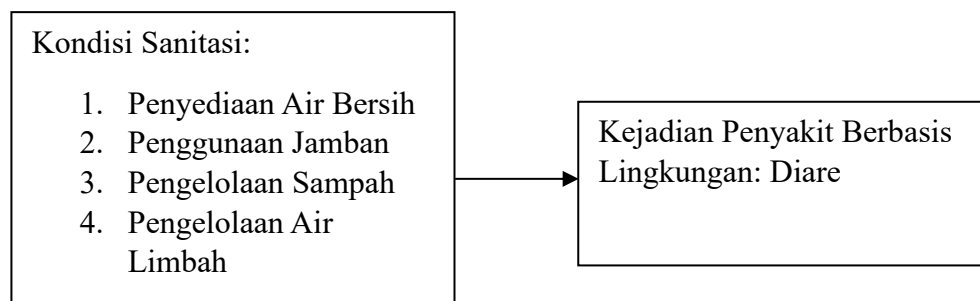 Kondisi Sanitasi:
1. Penyediaan Air Bersih
2. Penggunaan Jamban
3. Pengelolaan Sampah
4. Pengelolaan Air
Limbah
Kejadian Penyakit Berbasis
Lingkungan: Diare